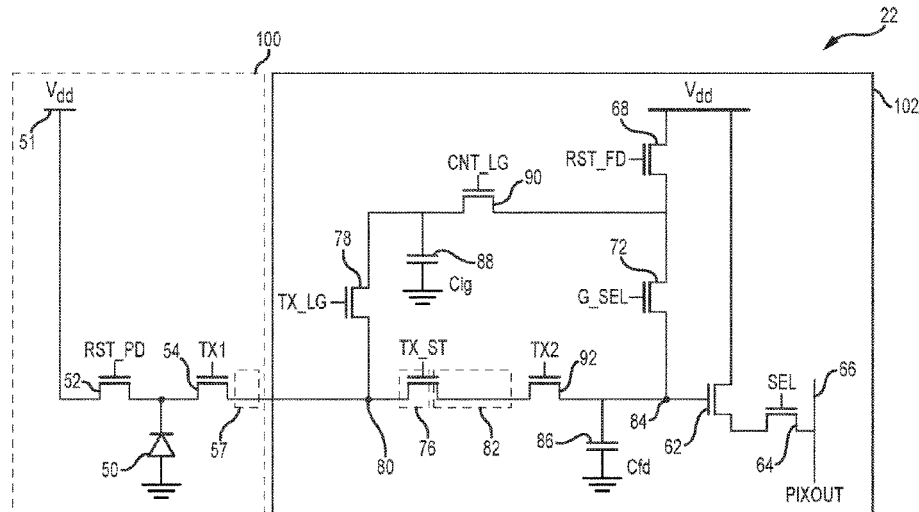 22
100
102
Vdd
51
Vdd
68
RST_FD
CNT_LG
90
78
88
Cig
72
TX_LG
G_SEL
RST_PD
54
TX1
TX_ST
TX2
92
SEL
66
52
57
80
76
82
86
84
62
64
50
Cfd
PIXOUT